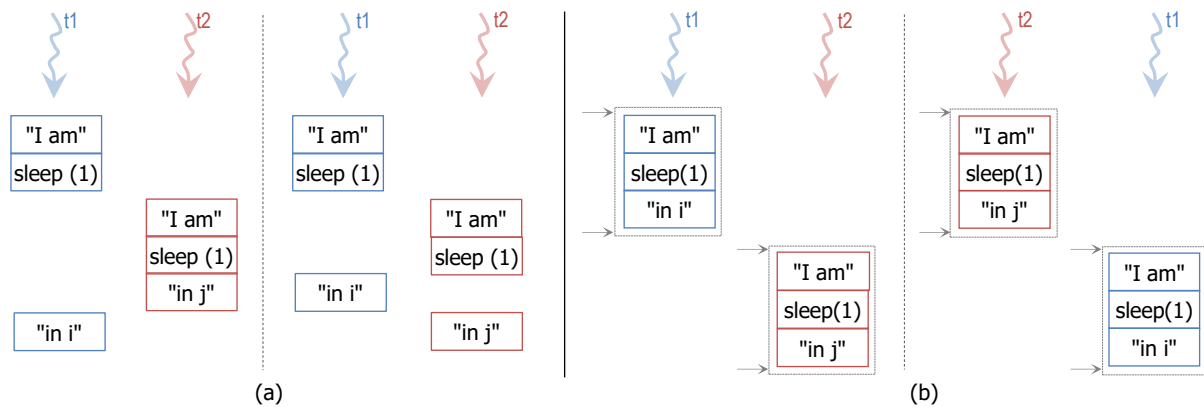 t1
t2
t1
t2
t1
t2
t2
t1
"I am"
sleep (1)
"I am"
sleep (1)
"in j"
"in i"
"I am"
sleep (1)
"I am"
sleep (1)
"in i"
"in j"
(a)
"I am"
sleep(1)
"in i"
"I am"
sleep(1)
"in j"
"I am"
sleep(1)
"in j"
"I am"
sleep(1)
"in i"
(b)